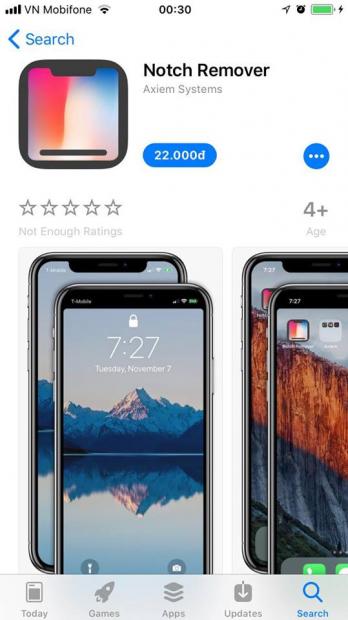 VN Mobifone
00:30
Search
Notch Remover
Axiem Systems
22.000đ
4+
Not Enough Ratings
Age
T-Mobile
T-Mobile
7:27
Tuesday, November 7
7:27
7:27
Notch Remover
Axiem
Today
Games
Apps
Updates
Search